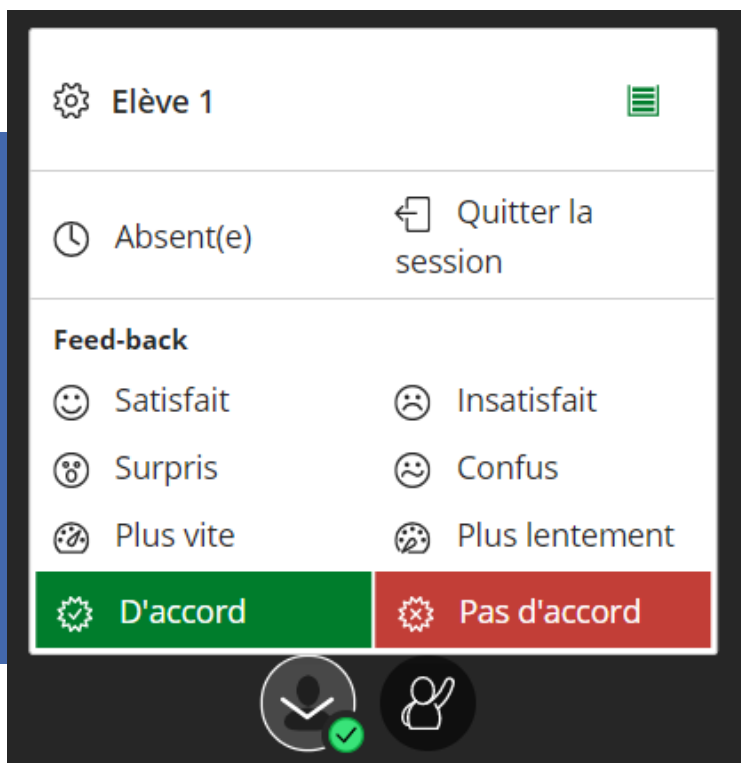 Elève 1
Absent(e)
Quitter la
session
Feed-back
Satisfait
Insatisfait
Surpris
Confus
Plus vite
Plus lentement
D'accord
Pas d'accord